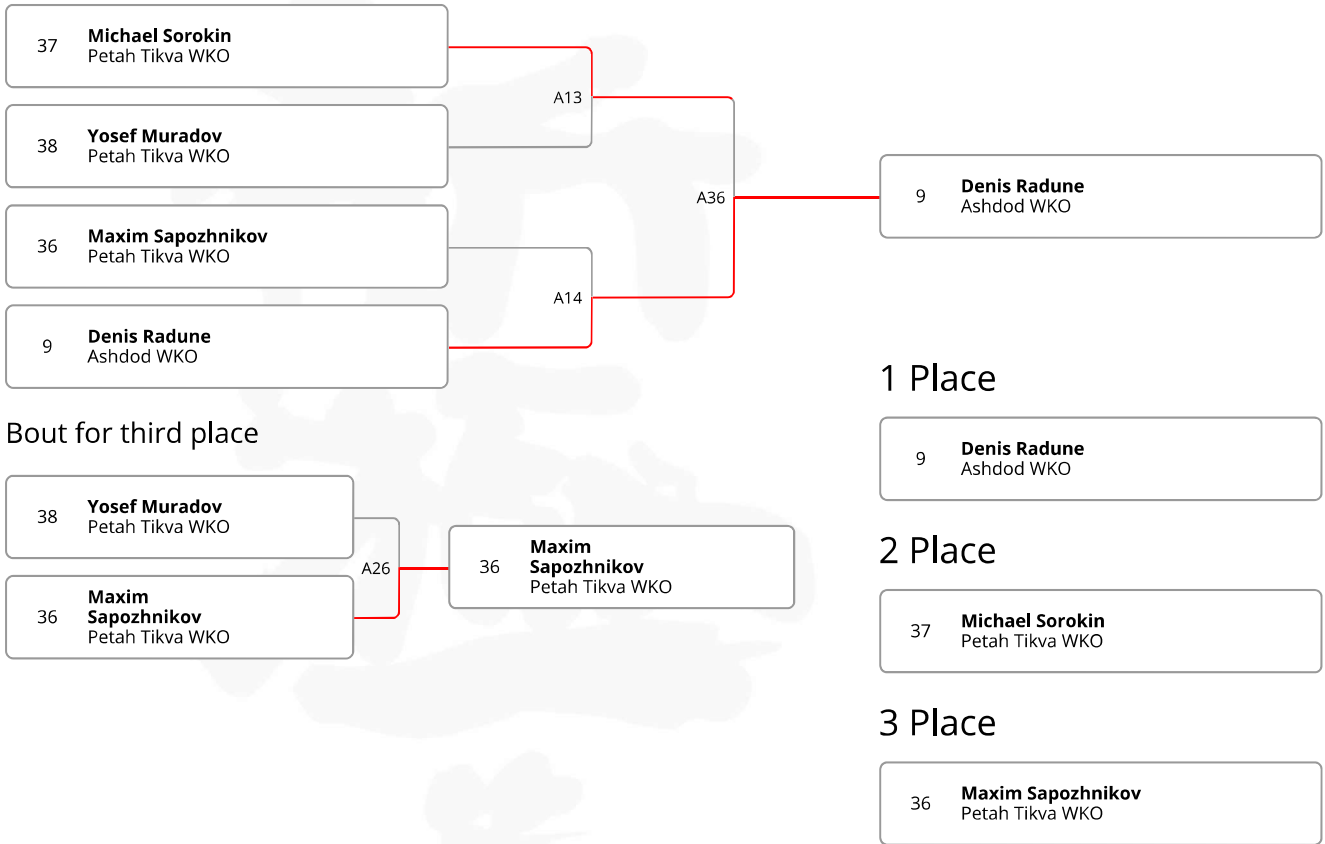 37
Michael Sorokin
Petah Tikva WKO
A13
38
Yosef Muradov
Petah Tikva WKO
A36
9
Denis Radune
Ashdod WKO
36
Maxim Sapozhnikov
Petah Tikva WKO
A14
9
Denis Radune
Ashdod WKO
Bout for third place
38
Yosef Muradov
Petah Tikva WKO
A26
36
Maxim
Sapozhnikov
Petah Tikva WKO
36
Maxim
Sapozhnikov
Petah Tikva WKO
1 Place
9
Denis Radune
Ashdod WKO
2 Place
37
Michael Sorokin
Petah Tikva WKO
3 Place
36
Maxim Sapozhnikov
Petah Tikva WKO